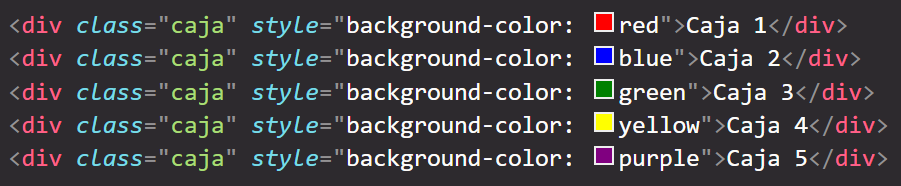 <div class="caja" style="background-color: red">Caja 1</div>
<div class="caja" style="background-color: blue">Caja 2</div>
<div class="caja" style="background-color: green">Caja 3</div>
<div class="caja" style="background-color: yellow">Caja 4</div>
<div class="caja" style="background-color: purple">Caja 5</div>